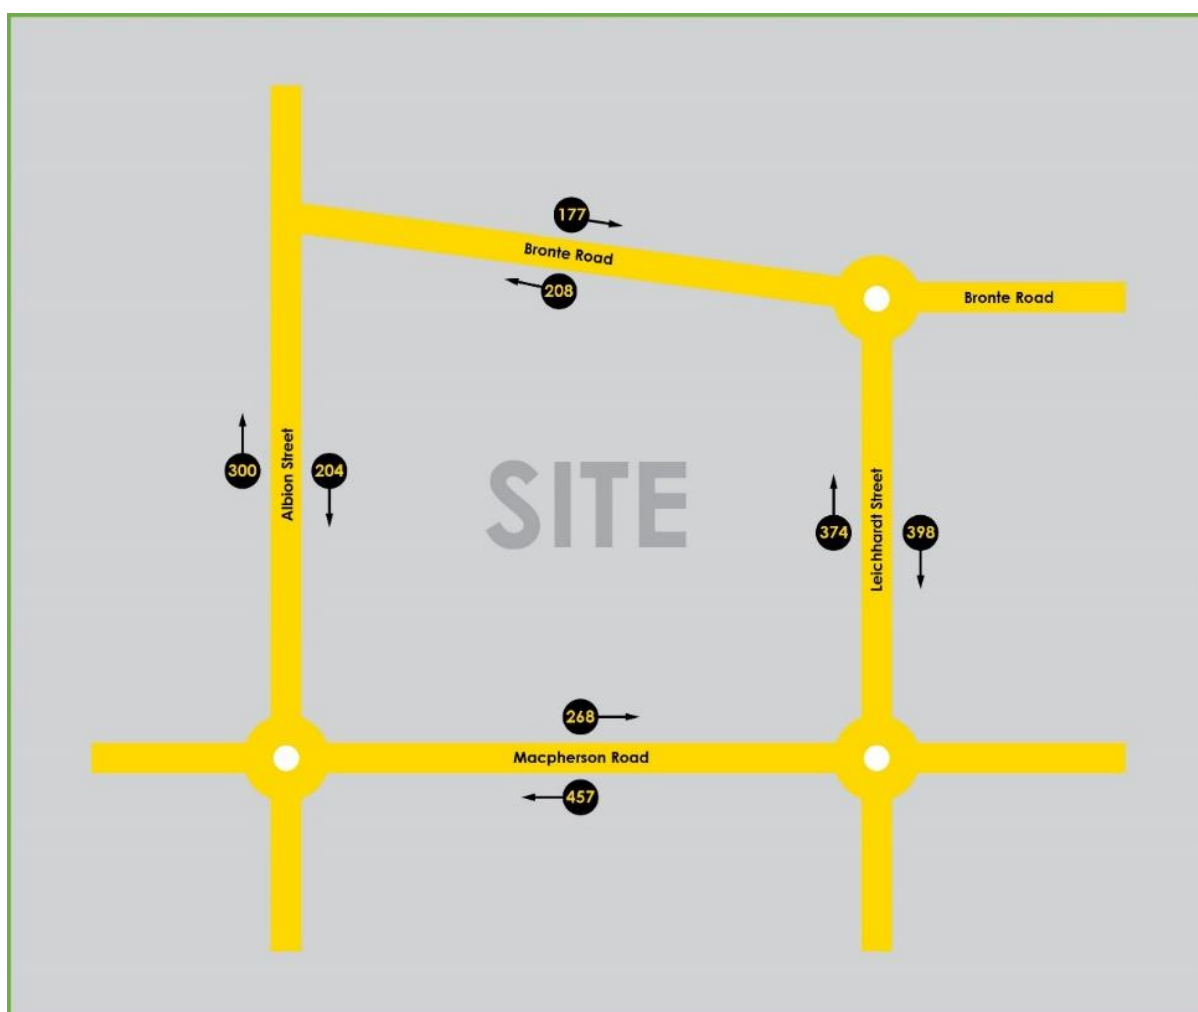 177
Bronte Road
208
Bronte Road
300
Albion Street
204
SITE
374
Leichhardt Street
398
268
Macpherson Road
457